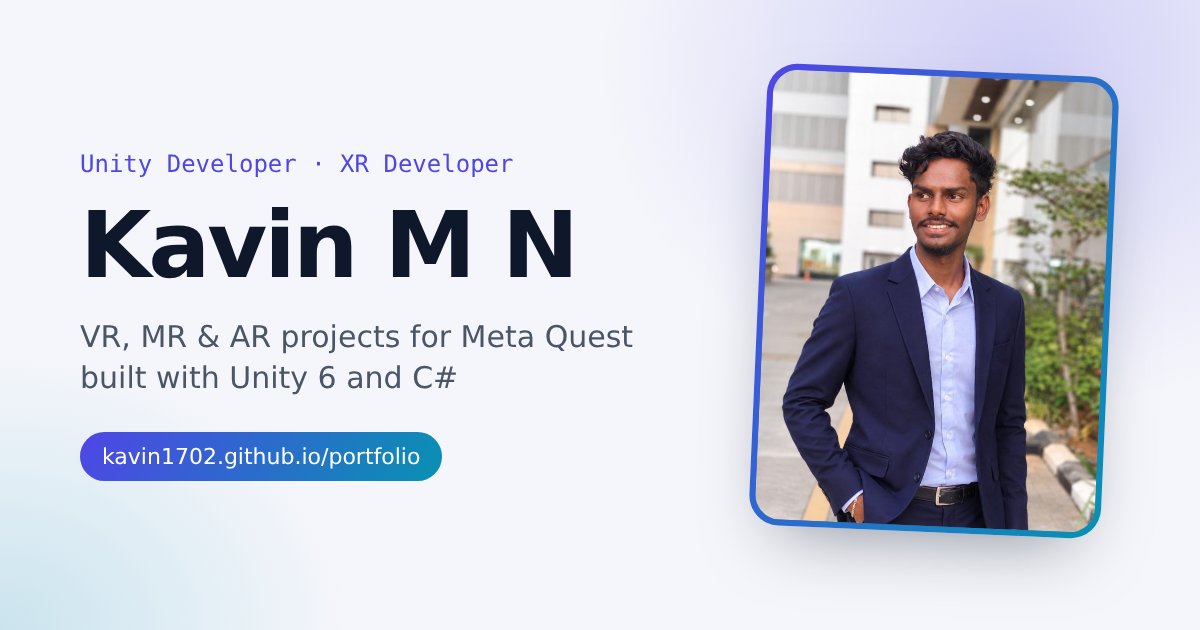 Unity Developer · XR Developer
Kavin M N
VR, MR & AR projects for Meta Quest
built with Unity 6 and C#
kavin1702.github.io/portfolio